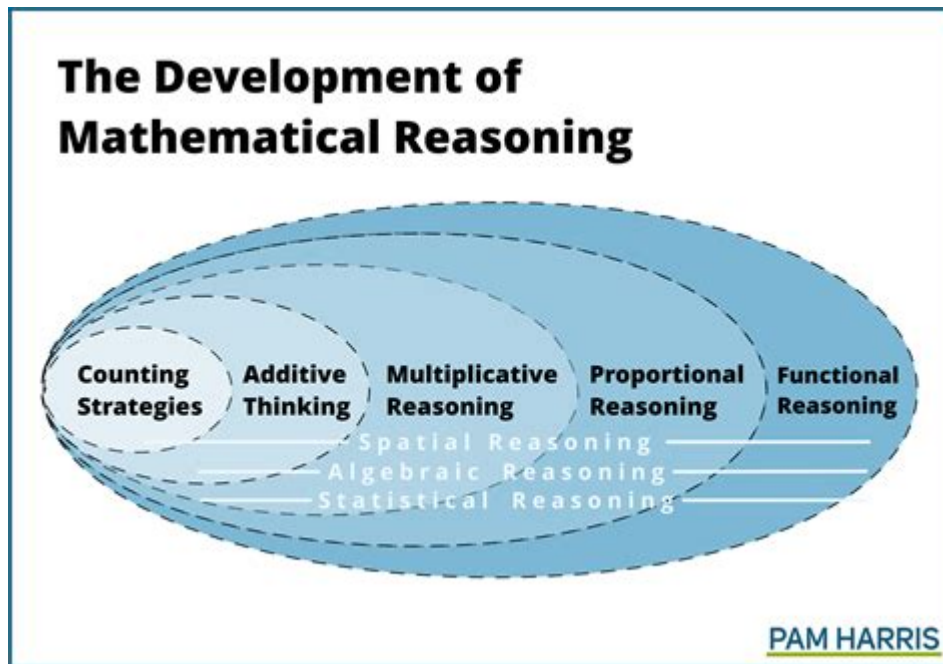 The Development of
Mathematical Reasoning
Counting Strategies
Additive Thinking
Multiplicative Reasoning
Proportional Reasoning
Functional Reasoning
Spatial Reasoning
Algebraic Reasoning
Statistical Reasoning
PAM HARRIS